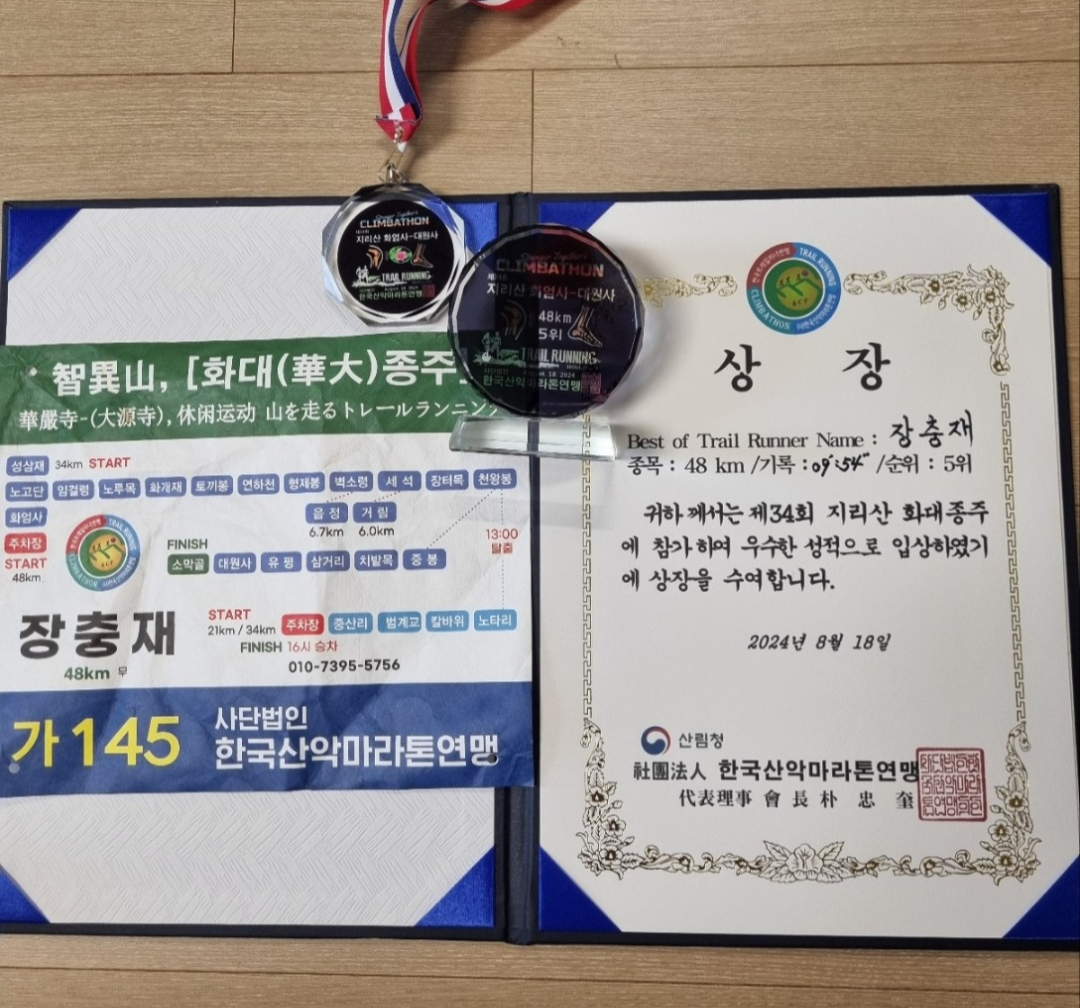 CLIMBATHON
지리산 화엄사-대원사
TRAIL RUNNING
한국산악마라톤연맹
Stronger Together
CLIMBATHON
지리산 화엄사-대원사
48km
5위
TRAIL RUNNING
August 18, 2024
사단법인
한국산악마라톤연맹
智異山, [화대(華大)종주
華嚴寺-(大源寺), 休闲运动 山を走るトレールランニン
성삼재 34km START
노고단 임걸령 노루목 화개재 토끼봉 연하천 형제봉 벽소령 세 석 장터목 천왕봉
화엄사 음 정 거 림
6.7km 6.0km
주차장
START
48km
FINISH
소막골 대원사 유 평 삼거리 치밭목 중 봉
13:00
탈출
START
21km / 34km 주차장 중산리 범계교 칼바위 노타리
FINISH 16시 승차
010-7395-5756
장충재
48km 무
가145
사단법인
한국산악마라톤연맹
TRAIL RUNNING
CLIMBATHON
상 장
Best of Trail Runner Name : 장충재
종목 : 48 km /기록 : 09:54" /순위 : 5위
귀하께서는 제34회 지리산 화대종주
에 참가하여 우수한 성적으로 입상하였기
에 상장을 수여합니다.
2024년 8월 18일
산림청
社團法人 한국산악마라톤연맹
代表理事 會長 朴 忠 奎